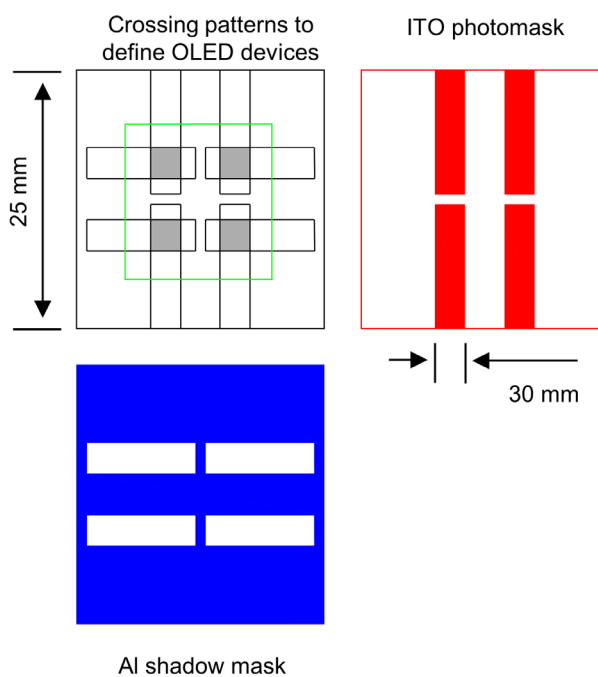 Crossing patterns to
define OLED devices
ITO photomask
25 mm
30 mm
Al shadow mask